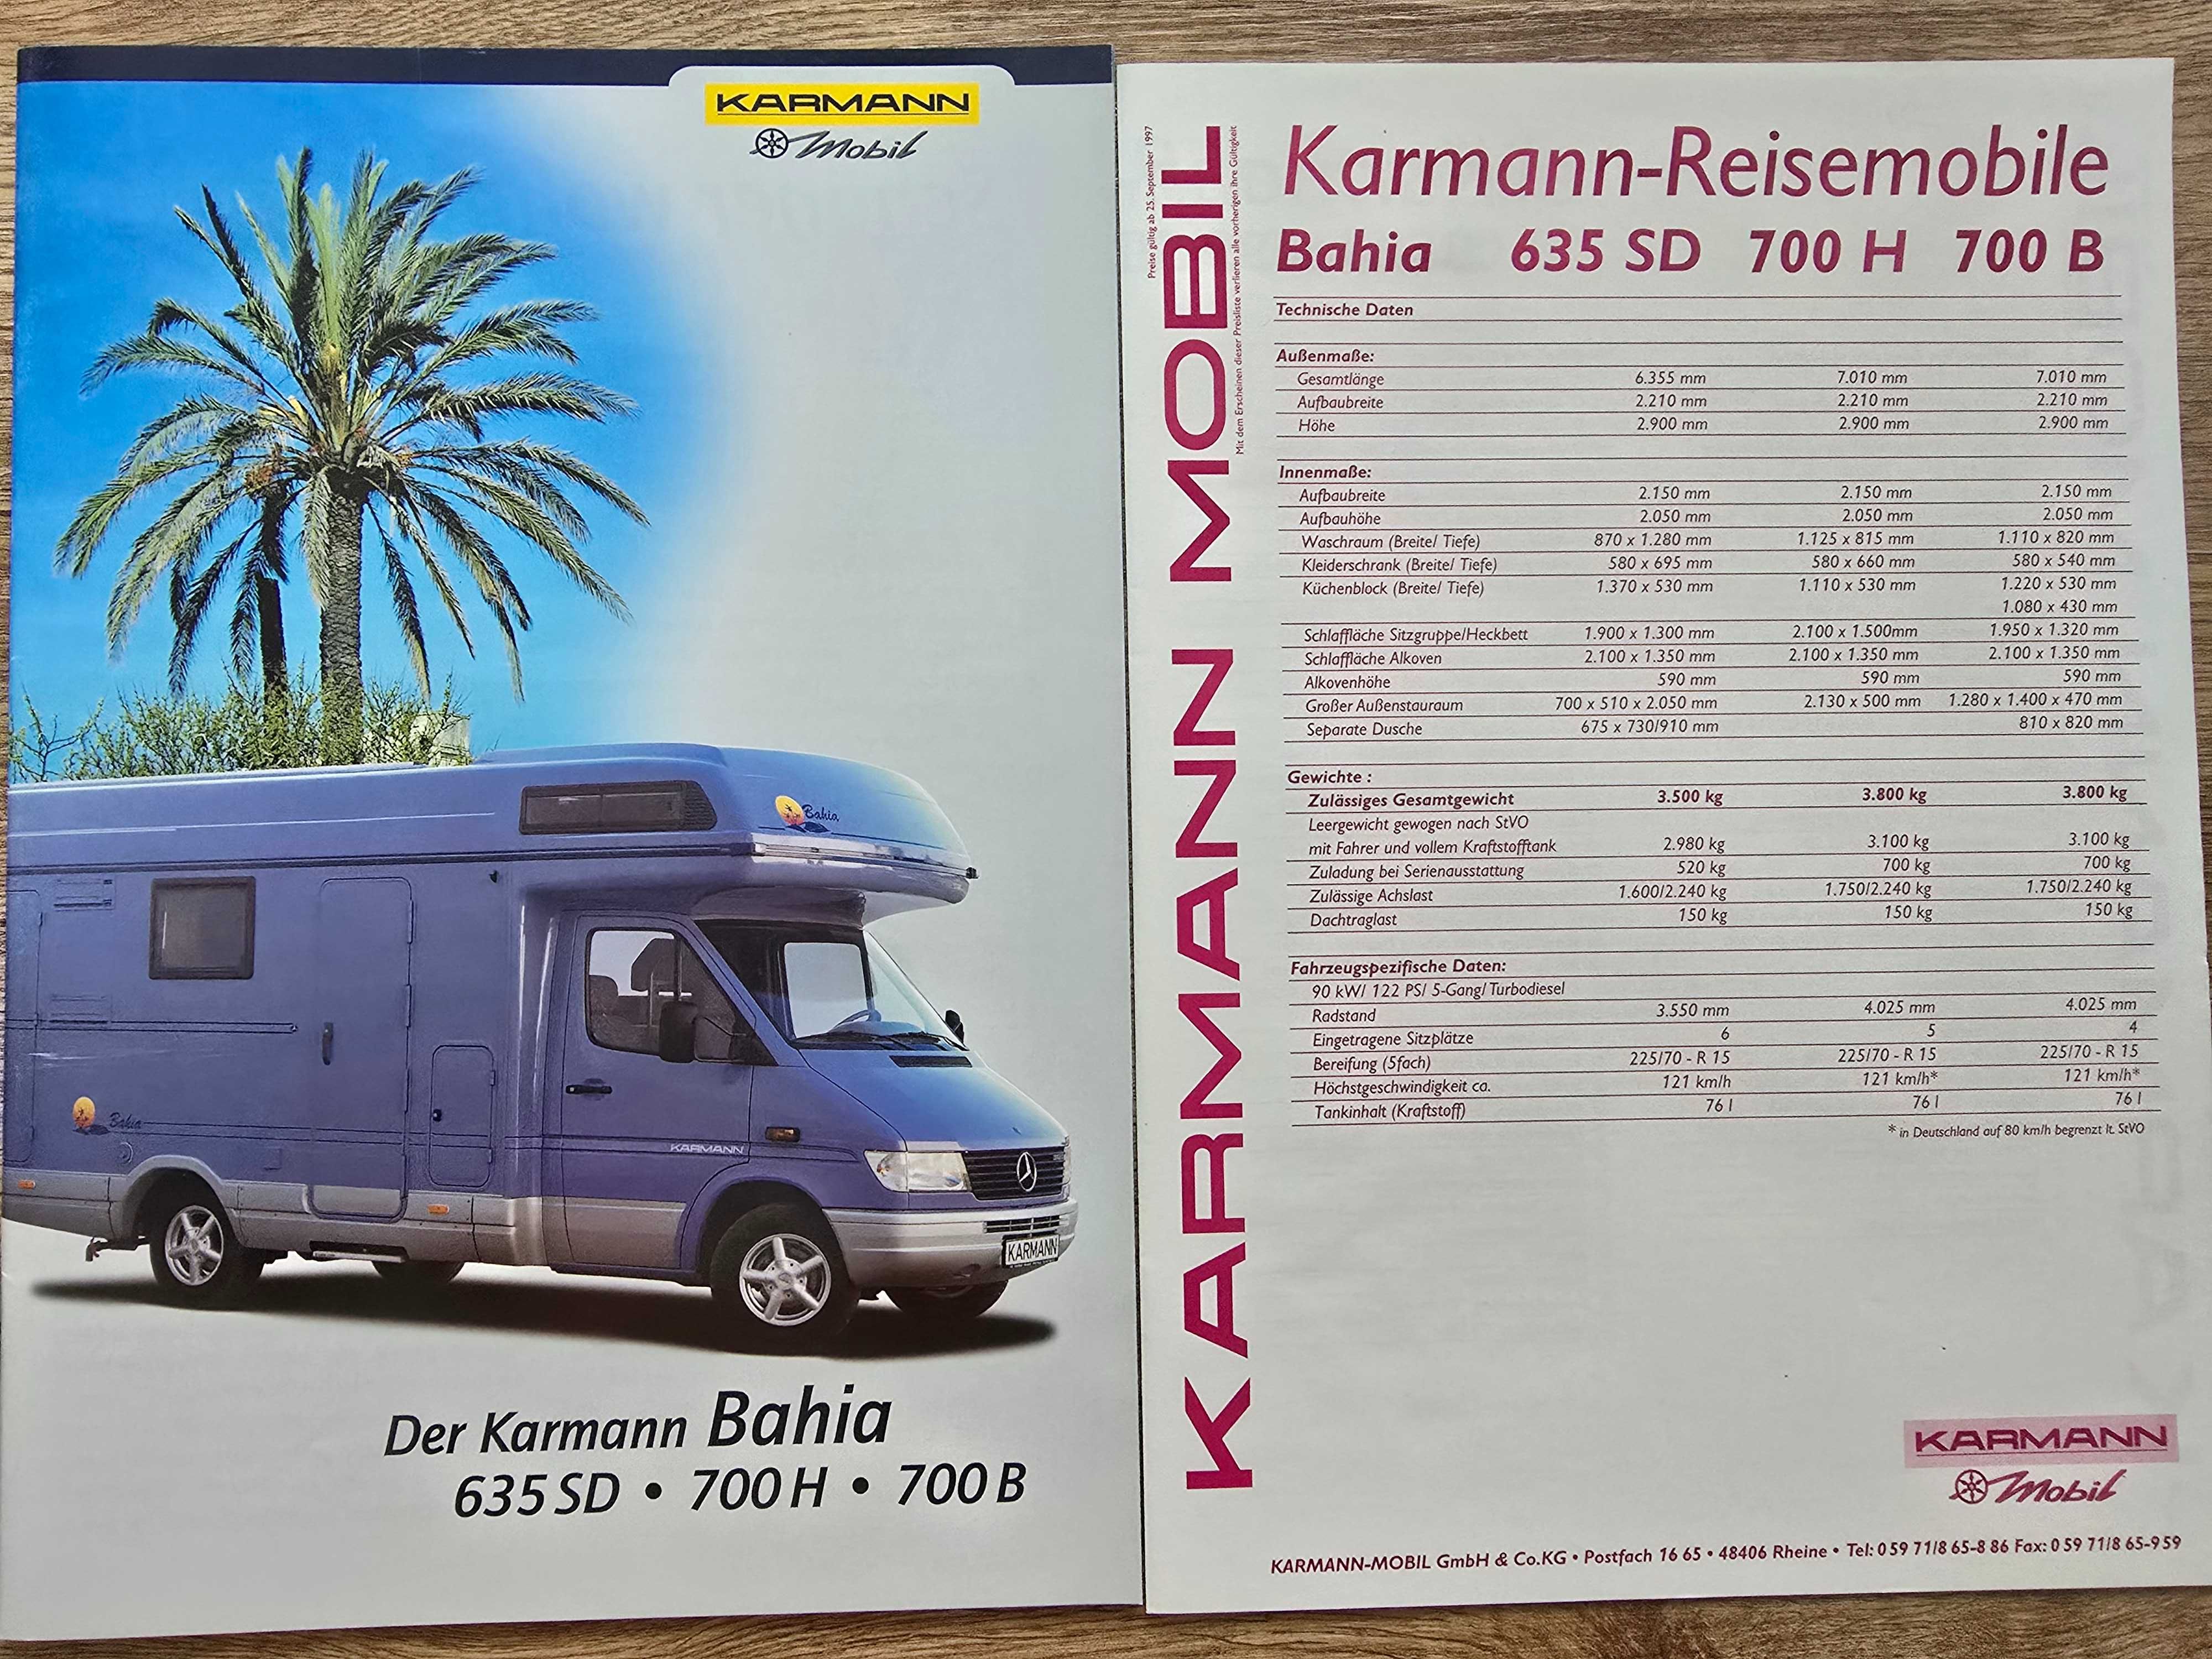 KARMANN
Mobil
Bahia
Bahia
KARMANN
KARMANN
Der Karmann Bahia
635 SD • 700 H • 700 B
KARMANN MOBIL
Preise gültig ab 25. September 1997
Mit dem Erscheinen dieser Preisliste verlieren alle vorherigen ihre Gültigkeit
Karmann-Reisemobile
Bahia 635 SD 700 H 700 B
Technische Daten
Außenmaße:
Gesamtlänge 6.355 mm 7.010 mm 7.010 mm
Aufbaubreite 2.210 mm 2.210 mm 2.210 mm
Höhe 2.900 mm 2.900 mm 2.900 mm
Innenmaße:
Aufbaubreite 2.150 mm 2.150 mm 2.150 mm
Aufbauhöhe 2.050 mm 2.050 mm 2.050 mm
Waschraum (Breite/ Tiefe) 870 x 1.280 mm 1.125 x 815 mm 1.110 x 820 mm
Kleiderschrank (Breite/ Tiefe) 580 x 695 mm 580 x 660 mm 580 x 540 mm
Küchenblock (Breite/ Tiefe) 1.370 x 530 mm 1.110 x 530 mm 1.220 x 530 mm
1.080 x 430 mm
Schlaffläche Sitzgruppe/Heckbett 1.900 x 1.300 mm 2.100 x 1.500mm 1.950 x 1.320 mm
Schlaffläche Alkoven 2.100 x 1.350 mm 2.100 x 1.350 mm 2.100 x 1.350 mm
Alkovenhöhe 590 mm 590 mm 590 mm
Großer Außenstauraum 700 x 510 x 2.050 mm 2.130 x 500 mm 1.280 x 1.400 x 470 mm
Separate Dusche 675 x 730/910 mm 810 x 820 mm
Gewichte :
Zulässiges Gesamtgewicht 3.500 kg 3.800 kg 3.800 kg
Leergewicht gewogen nach StVO
mit Fahrer und vollem Kraftstofftank 2.980 kg 3.100 kg 3.100 kg
Zuladung bei Serienausstattung 520 kg 700 kg 700 kg
Zulässige Achslast 1.600/2.240 kg 1.750/2.240 kg 1.750/2.240 kg
Dachtraglast 150 kg 150 kg 150 kg
Fahrzeugspezifische Daten:
90 kW/ 122 PS/ 5-Gang/ Turbodiesel
Radstand 3.550 mm 4.025 mm 4.025 mm
Eingetragene Sitzplätze 6 5 4
Bereifung (5fach) 225/70 - R 15 225/70 - R 15 225/70 - R 15
Höchstgeschwindigkeit ca. 121 km/h 121 km/h* 121 km/h*
Tankinhalt (Kraftstoff) 76 l 76 l 76 l
* in Deutschland auf 80 km/h begrenzt lt. StVO
KARMANN
Mobil
KARMANN-MOBIL GmbH & Co.KG • Postfach 16 65 • 48406 Rheine • Tel: 0 59 71/8 65-8 86 Fax: 0 59 71/8 65-9 59